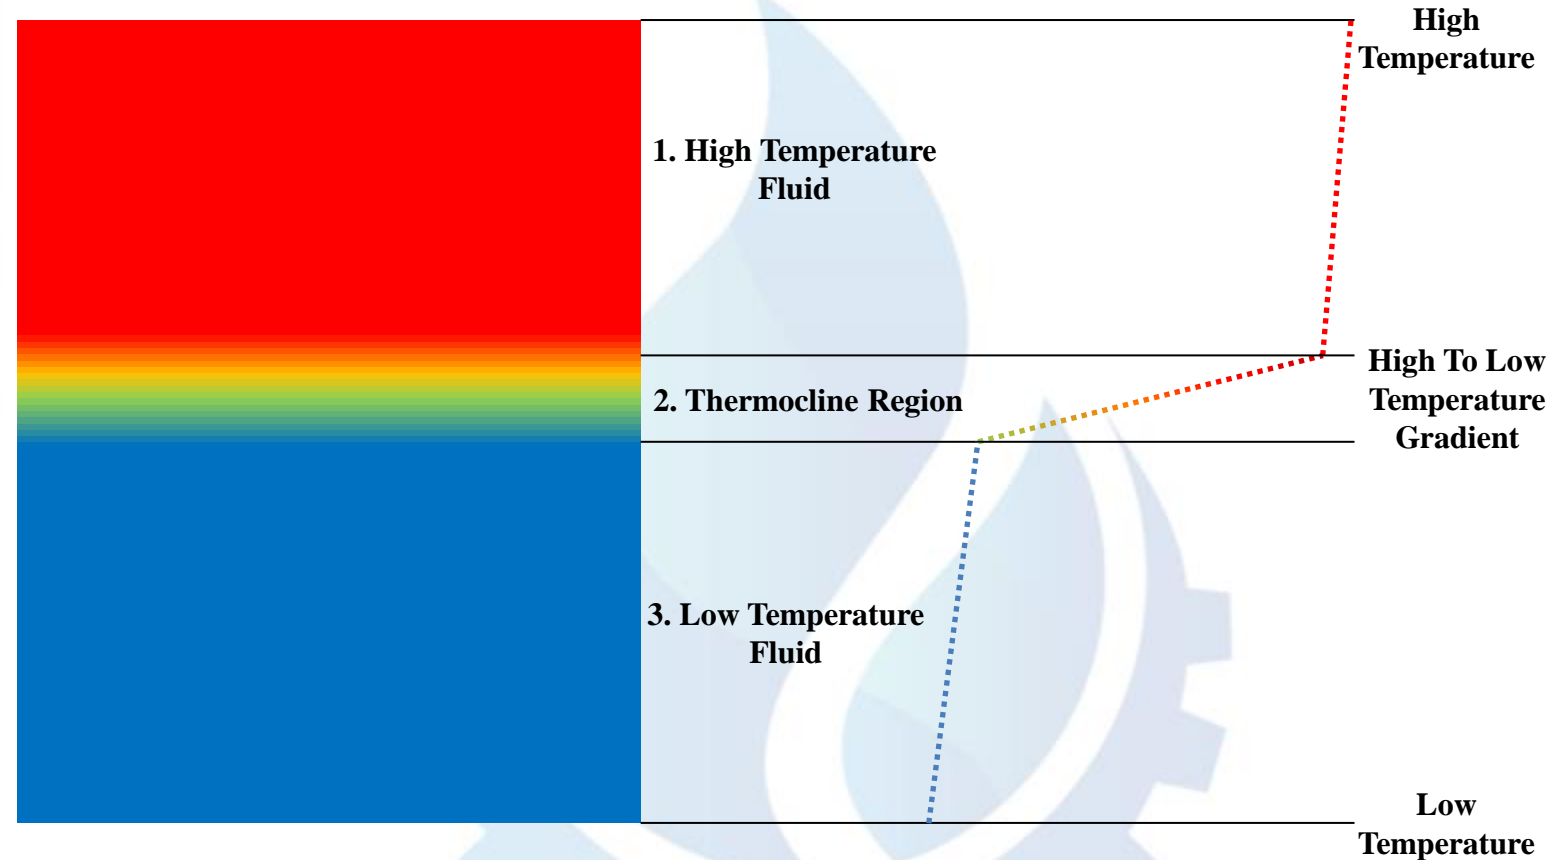 High
Temperature
1. High Temperature
Fluid
High To Low
Temperature
Gradient
2. Thermocline Region
3. Low Temperature
Fluid
Low
Temperature